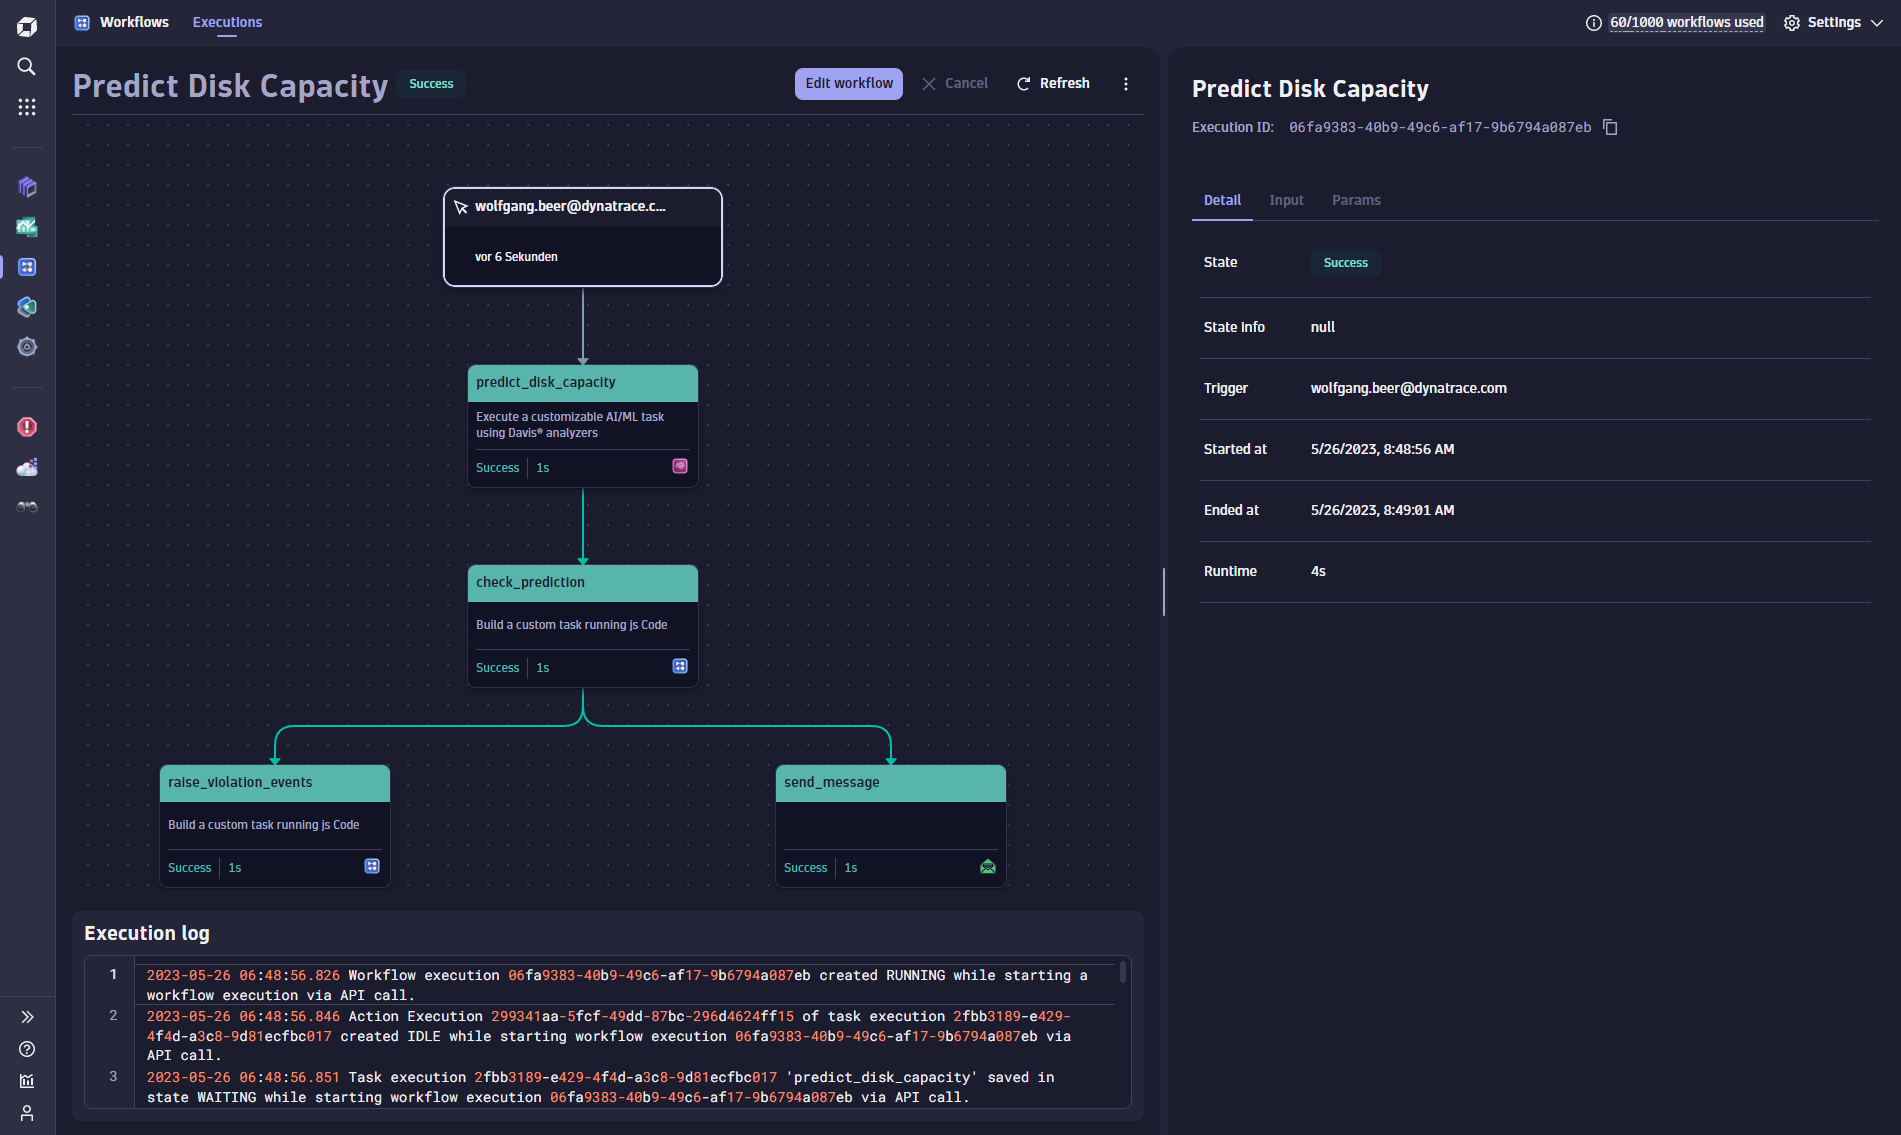 Workflows
Executions
60/1000 workflows used
Settings
Predict Disk Capacity
Success
Edit workflow
Cancel
Refresh
wolfgang.beer@dynatrace.c...
vor 6 Sekunden
predict_disk_capacity
Execute a customizable AI/ML task
using Davis® analyzers
Success
1s
check_prediction
Build a custom task running js Code
Success
1s
raise_violation_events
Build a custom task running js Code
Success
1s
send_message
Success
1s
Execution log
1
2023-05-26 06:48:56.826 Workflow execution 06fa9383-40b9-49c6-af17-9b6794a087eb created RUNNING while starting a
workflow execution via API call.
2
2023-05-26 06:48:56.846 Action Execution 299341aa-5fcf-49dd-87bc-296d4624ff15 of task execution 2fbb3189-e429-
4f4d-a3c8-9d81ecfbc017 created IDLE while starting workflow execution 06fa9383-40b9-49c6-af17-9b6794a087eb via
API call.
3
2023-05-26 06:48:56.851 Task execution 2fbb3189-e429-4f4d-a3c8-9d81ecfbc017 'predict_disk_capacity' saved in
state WAITING while starting workflow execution 06fa9383-40b9-49c6-af17-9b6794a087eb via API call.
Predict Disk Capacity
Execution ID: 06fa9383-40b9-49c6-af17-9b6794a087eb
Detail
Input
Params
State
Success
State info
null
Trigger
wolfgang.beer@dynatrace.com
Started at
5/26/2023, 8:48:56 AM
Ended at
5/26/2023, 8:49:01 AM
Runtime
4s